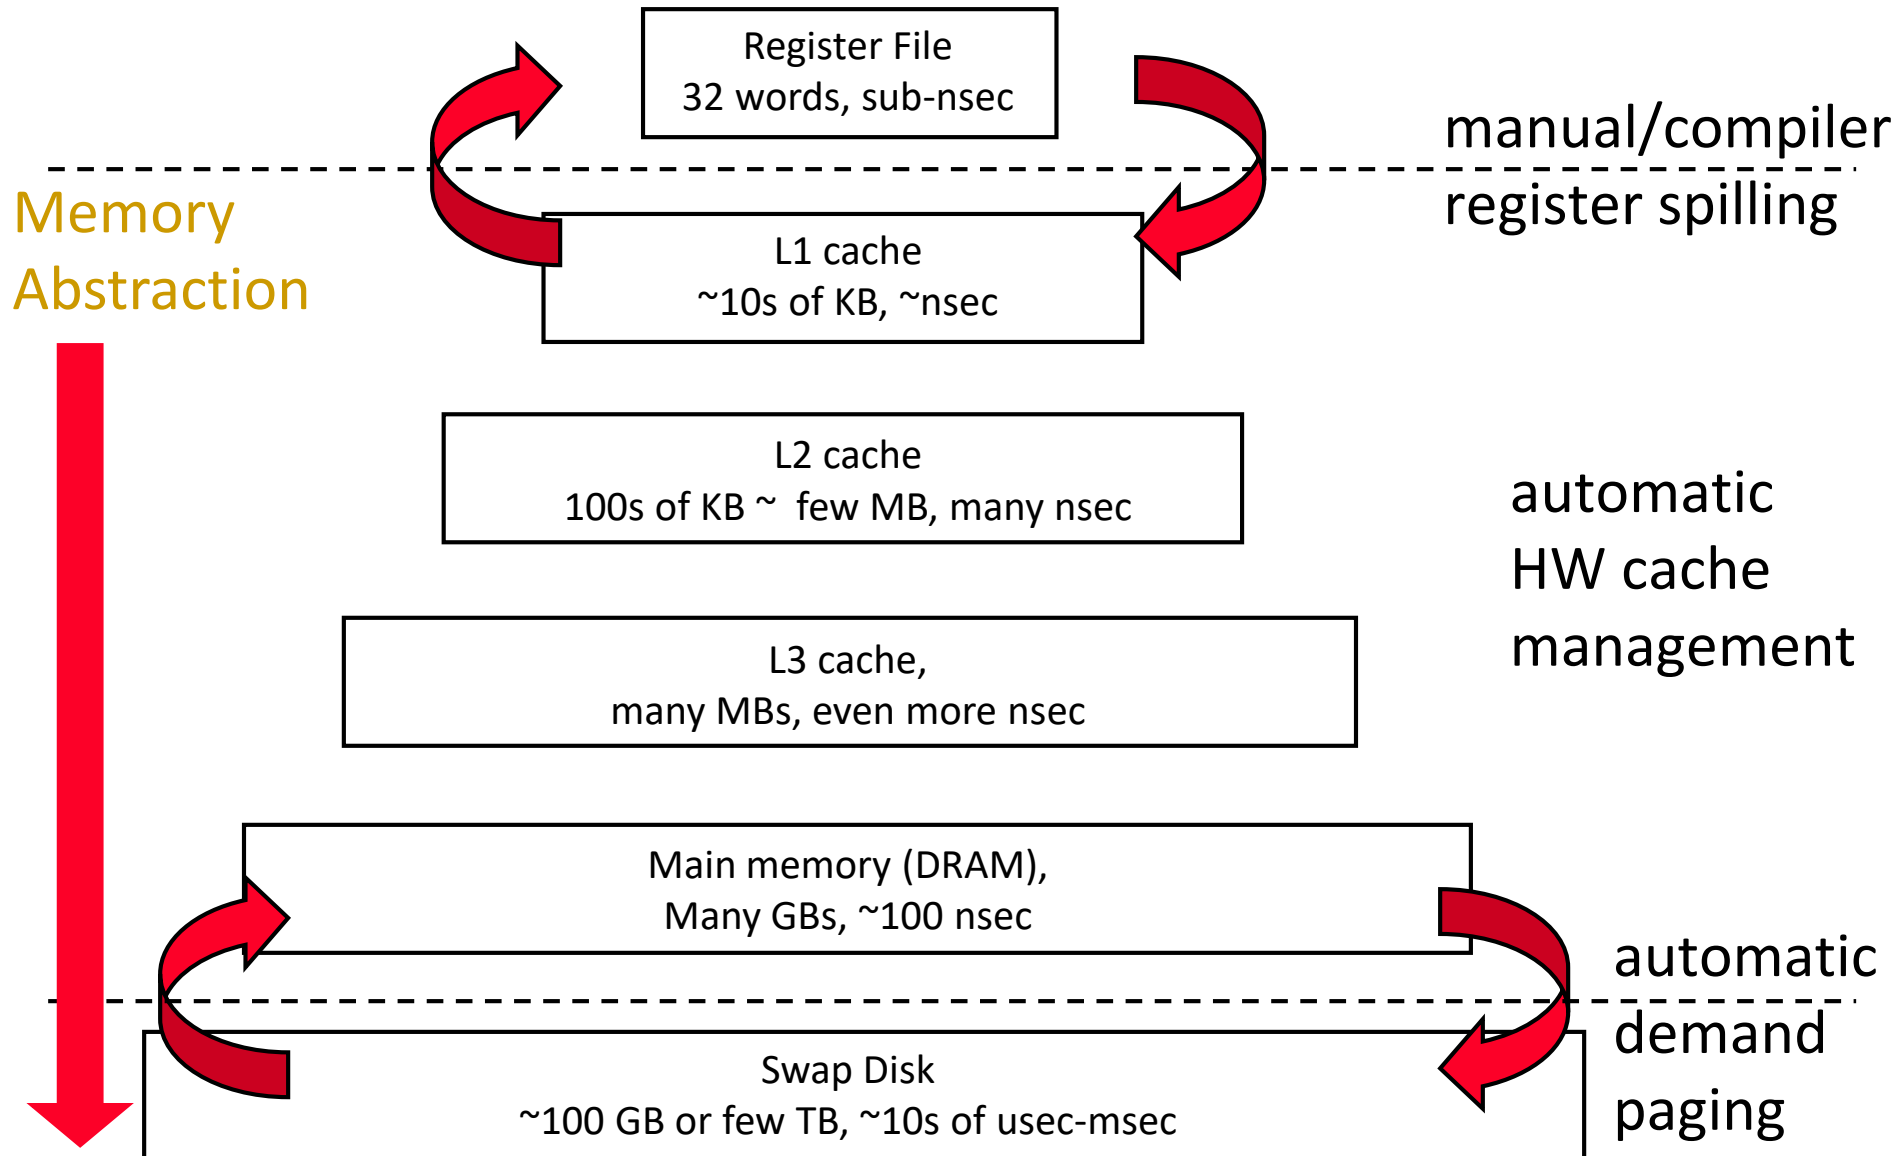 Register File
32 words, sub-nsec
manual/compiler
register spilling
Memory
Abstraction
L1 cache
~10s of KB, ~nsec
L2 cache
100s of KB ~ few MB, many nsec
automatic
HW cache
management
L3 cache,
many MBs, even more nsec
Main memory (DRAM),
Many GBs, ~100 nsec
automatic
demand
paging
Swap Disk
~100 GB or few TB, ~10s of usec-msec